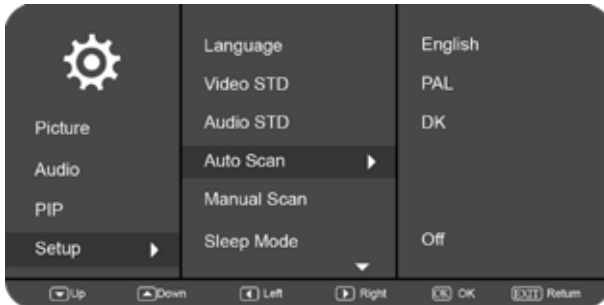 Picture
Audio
PIP
Setup
Language English
Video STD PAL
Audio STD DK
Auto Scan
Manual Scan
Sleep Mode Off
Up Down Left Right OK OK EXIT Return